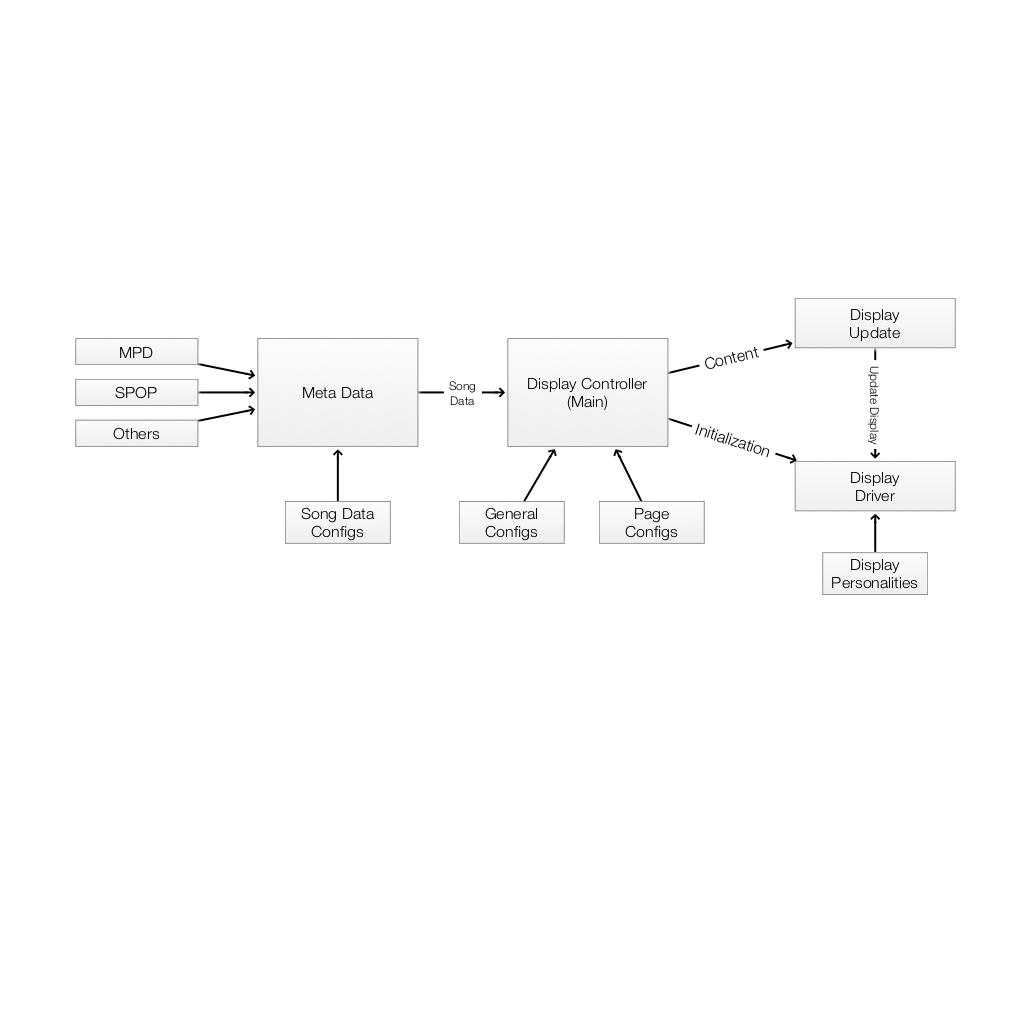 MPD
SPOP
Others
Meta Data
Song Data
Configs
Song
Data
Display Controller
(Main)
General
Configs
Page
Configs
Content
Initialization
Display
Update
Update Display
Display
Driver
Display
Personalities